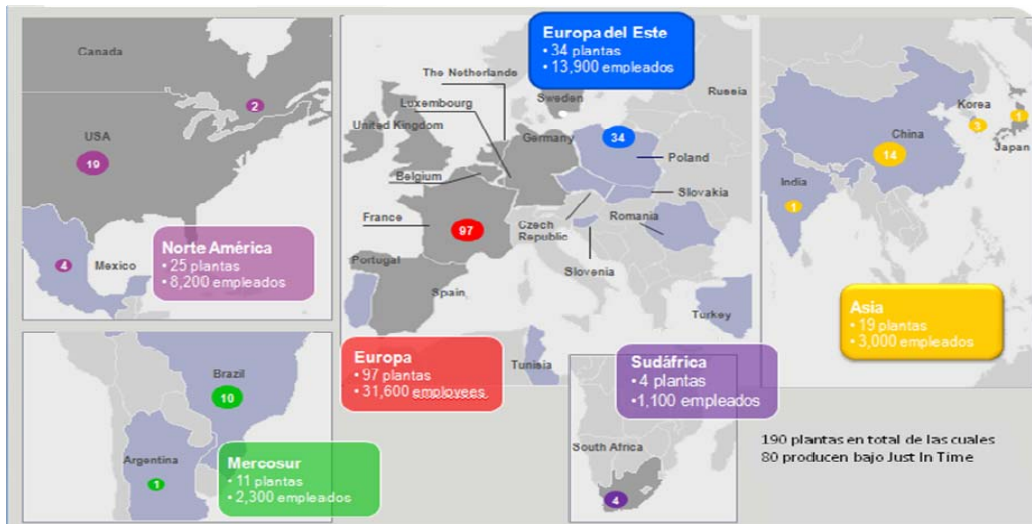 Canada
2
USA
19
4
Mexico
Norte América
• 25 plantas
• 8,200 empleados
Brazil
10
Argentina
1
Mercosur
• 11 plantas
• 2,300 empleados
Europa del Este
• 34 plantas
• 13,900 empleados
The Netherlands
Luxembourg
Sweden
Russia
United Kingdom
Germany
34
Poland
Belgium
Slovakia
France
97
Czech
Republic
Romania
Portugal
Slovenia
Spain
Turkey
Tunisia
Europa
• 97 plantas
• 31,600 employees
Sudáfrica
• 4 plantas
• 1,100 empleados
South Africa
4
Korea
3
1
China
14
Japan
India
1
Asia
• 19 plantas
• 3,000 empleados
190 plantas en total de las cuales
80 producen bajo Just In Time